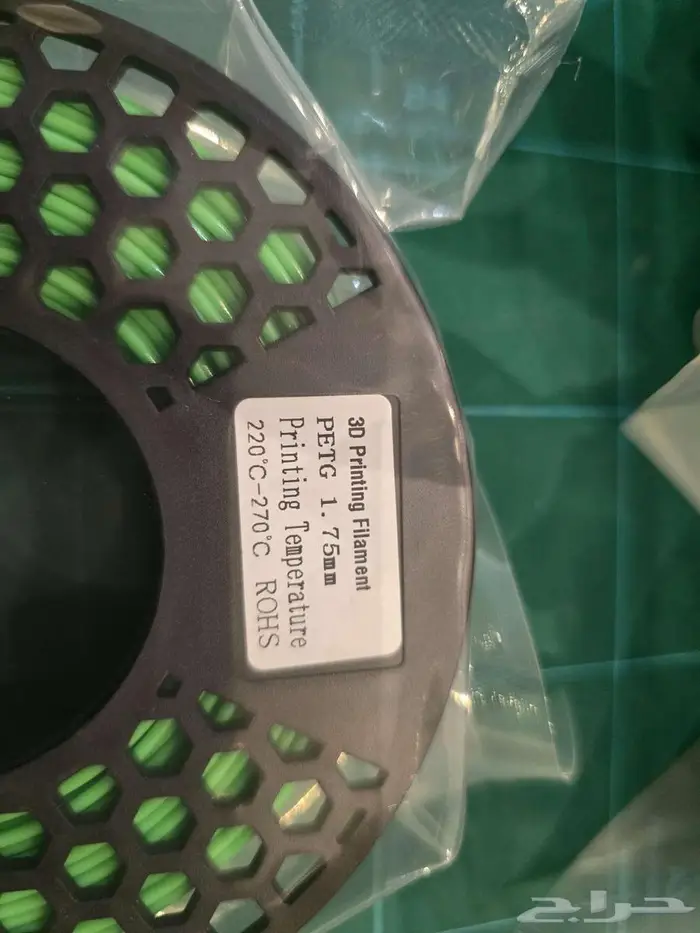 3D Printing Filament
PETG 1.75mm
Printing Temperature
220°C-270°C ROHS
حراج